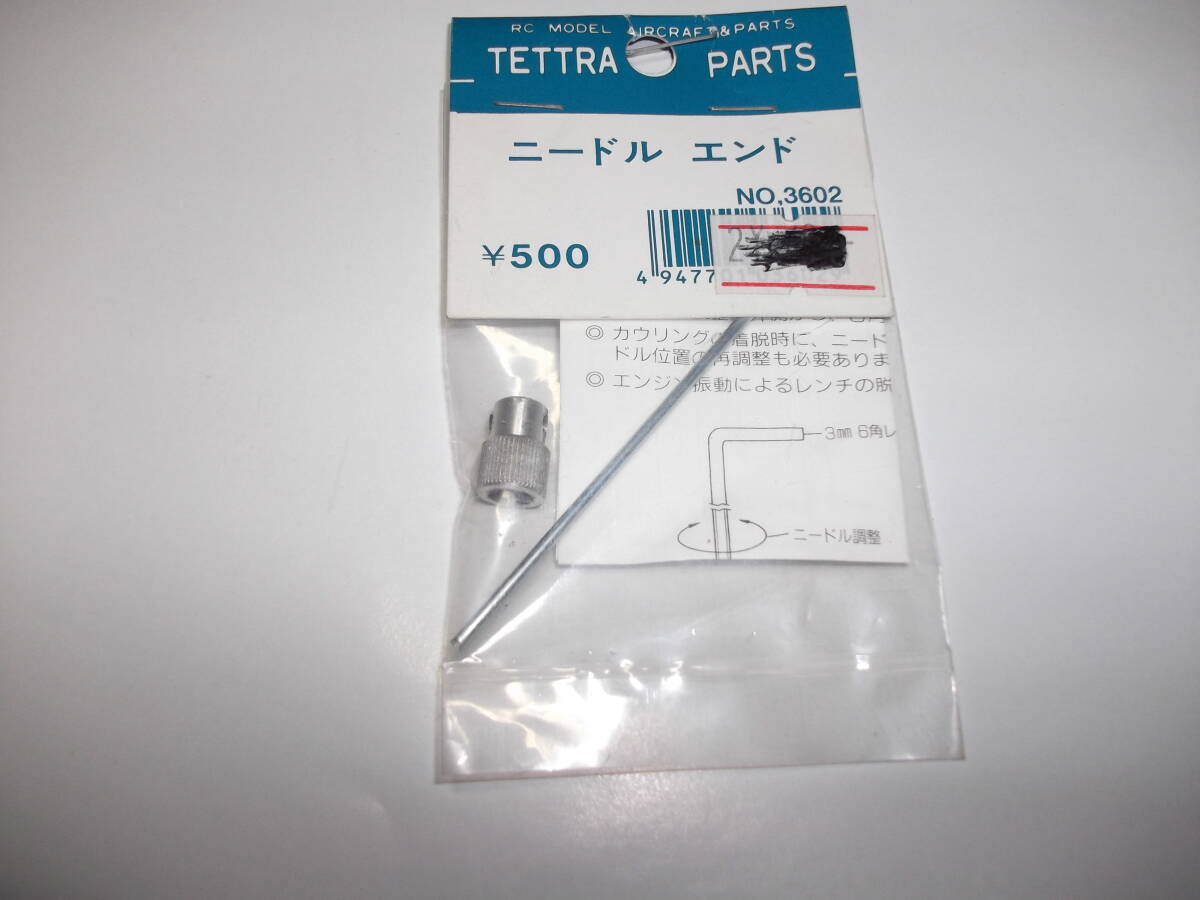 RC MODEL AIRCRAFT & PARTS
TETTRA PARTS
ニードル エンド
NO,3602
¥500
4 9477
◎ カウリングの着脱時に、ニード
ドル位置の再調整も必要ありま
◎ エンジン振動によるレンチの脱
3mm 6角レ
ニードル調整